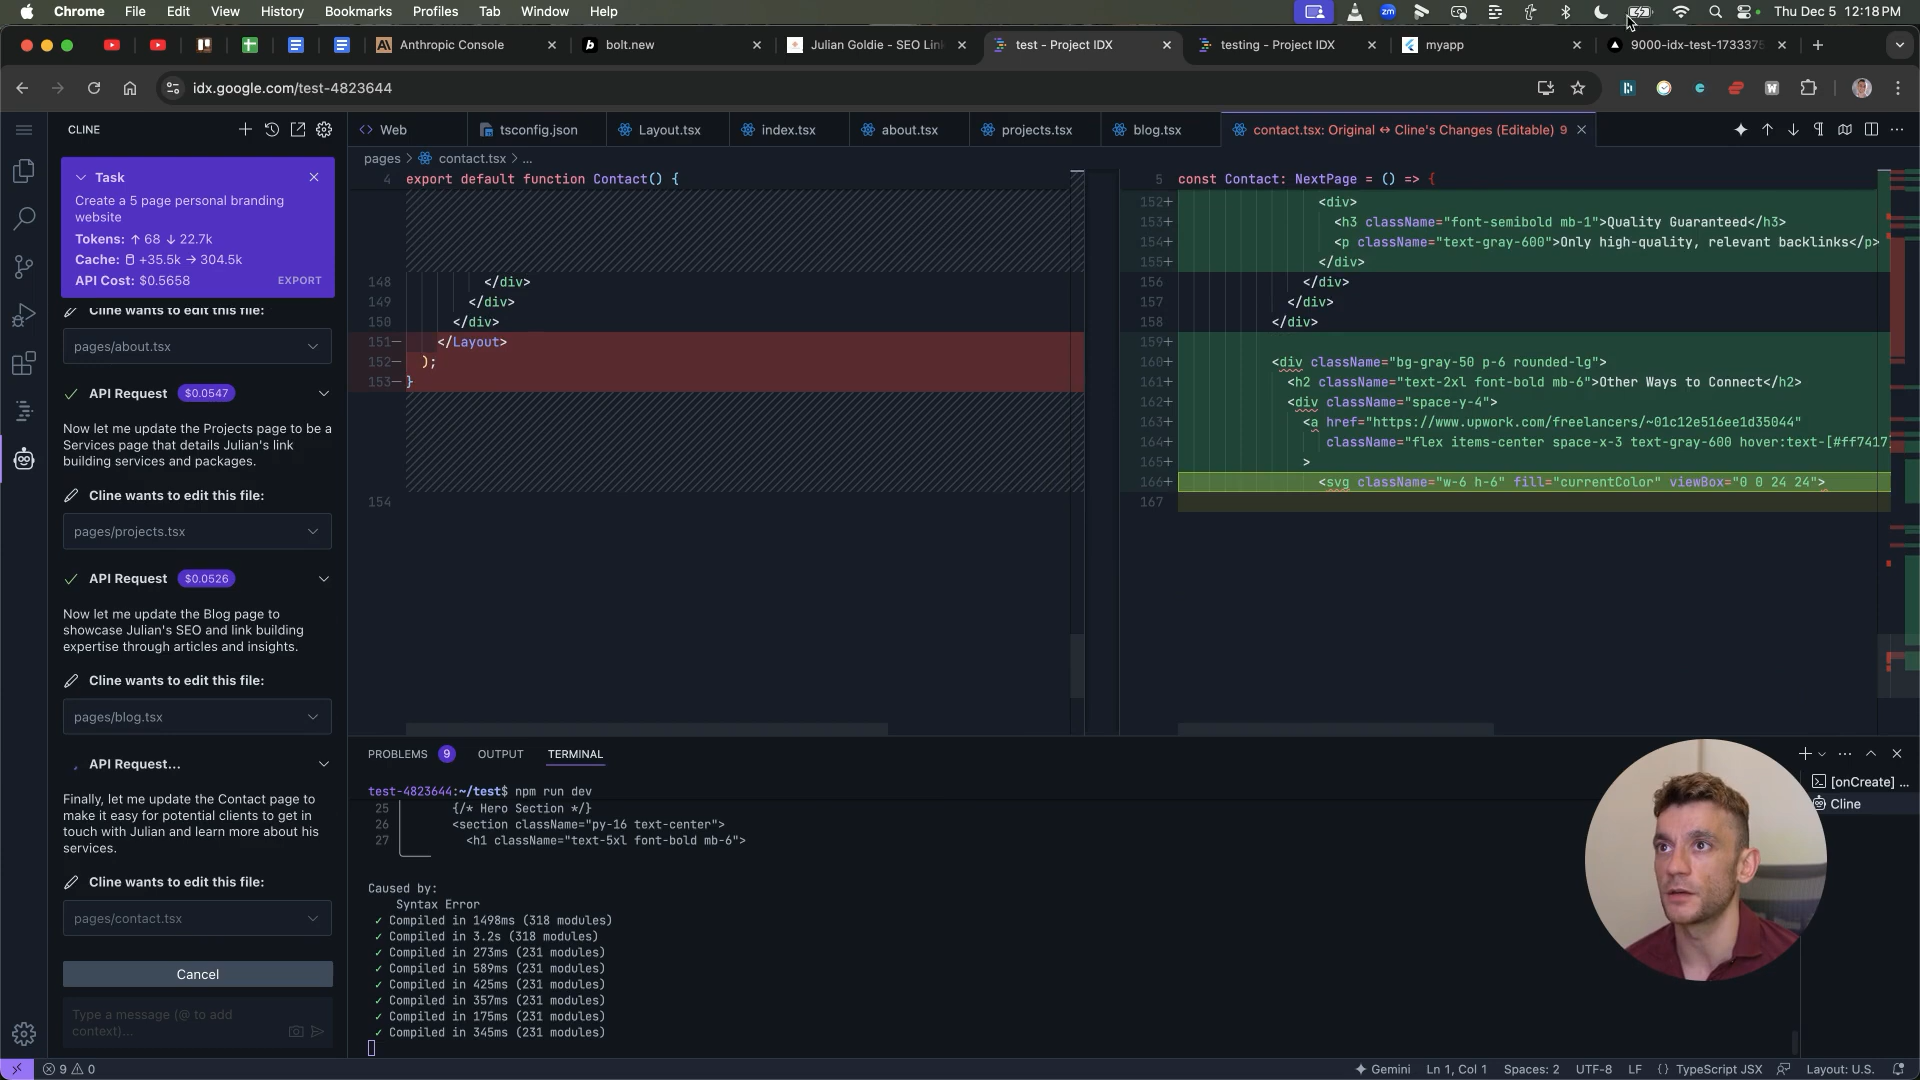 Chrome File Edit View History Bookmarks Profiles Tab Window Help
zm
Thu Dec 5 12:18 PM
Anthropic Console
bolt.new
Julian Goldie - SEO Lin
test - Project IDX
testing - Project IDX
myapp
9000-idx-test-1733375
idx.google.com/test-4823644
CLINE
Task
Create a 5 page personal branding
website
Tokens: ↑ 68 ↓ 22.7k
Cache: +35.5k → 304.5k
API Cost: $0.5658
EXPORT
Cline wants to edit this file:
pages/about.tsx
API Request $0.0547
Now let me update the Projects page to be a
Services page that details Julian's link
building services and packages.
Cline wants to edit this file:
pages/projects.tsx
API Request $0.0526
Now let me update the Blog page to
showcase Julian's SEO and link building
expertise through articles and insights.
Cline wants to edit this file:
pages/blog.tsx
API Request...
Finally, let me update the Contact page to
make it easy for potential clients to get in
touch with Julian and learn more about his
services.
Cline wants to edit this file:
pages/contact.tsx
Cancel
Type a message (@ to add
context)...
Web
tsconfig.json
Layout.tsx
index.tsx
about.tsx
projects.tsx
blog.tsx
contact.tsx: Original ↔ Cline's Changes (Editable) 9
pages > contact.tsx > ...
4 export default function Contact() {
148 </div>
149 </div>
150 </div>
151— </Layout>
152— );
153— }
154
5 const Contact: NextPage = () => {
152+ <div>
153+ <h3 className="font-semibold mb-1">Quality Guaranteed</h3>
154+ <p className="text-gray-600">Only high-quality, relevant backlinks</p>
155+ </div>
156 </div>
157 </div>
158 </div>
159+
160+ <div className="bg-gray-50 p-6 rounded-lg">
161+ <h2 className="text-2xl font-bold mb-6">Other Ways to Connect</h2>
162+ <div className="space-y-4">
163+ <a href="https://www.upwork.com/freelancers/~01c12e516ee1d35044"
164+ className="flex items-center space-x-3 text-gray-600 hover:text-[#ff7417]
165+ >
166+ <svg className="w-6 h-6" fill="currentColor" viewBox="0 0 24 24">
167
PROBLEMS 9 OUTPUT TERMINAL
test-4823644:~/test$ npm run dev
25 {/* Hero Section */}
26 <section className="py-16 text-center">
27 <h1 className="text-5xl font-bold mb-6">
Caused by:
Syntax Error
✓ Compiled in 1498ms (318 modules)
✓ Compiled in 3.2s (318 modules)
✓ Compiled in 273ms (231 modules)
✓ Compiled in 589ms (231 modules)
✓ Compiled in 425ms (231 modules)
✓ Compiled in 357ms (231 modules)
✓ Compiled in 175ms (231 modules)
✓ Compiled in 345ms (231 modules)
[onCreate] ...
Cline
9 0
Gemini Ln 1, Col 1 Spaces: 2 UTF-8 LF {} TypeScript JSX Layout: U.S.